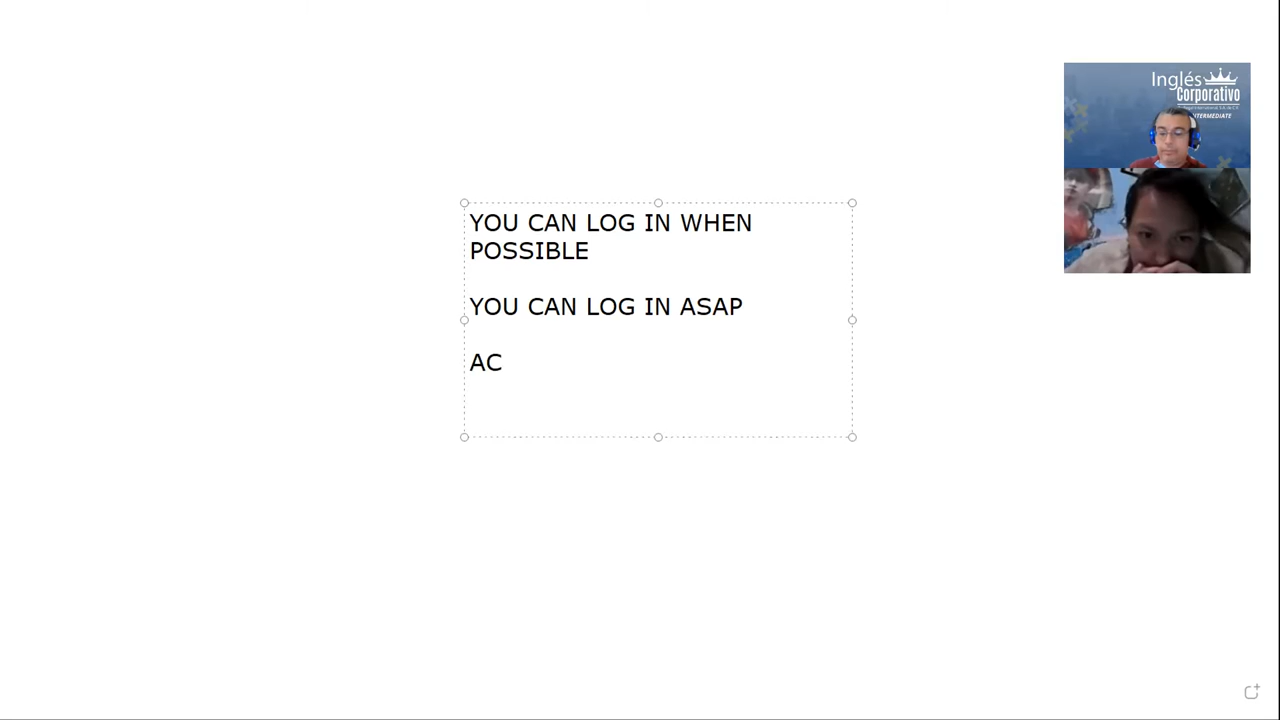 Inglés
Corporativo
INTERMEDIATE
YOU CAN LOG IN WHEN
POSSIBLE
YOU CAN LOG IN ASAP
AC